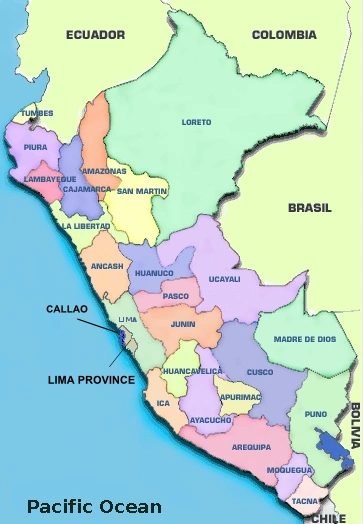 ECUADOR
COLOMBIA
TUMBES
LORETO
PIURA
AMAZONAS
LAMBAYEQUE
CAJAMARCA
SAN MARTIN
BRASIL
LA LIBERTAD
ANCASH
HUANUCO
UCAYALI
PASCO
CALLAO
LIMA
JUNIN
MADRE DE DIOS
LIMA PROVINCE
HUANCAVELICA
CUSCO
ICA
APURIMAC
AYACUCHO
PUNO
BOLIVIA
AREQUIPA
MOQUEGUA
TACNA
Pacific Ocean
CHILE